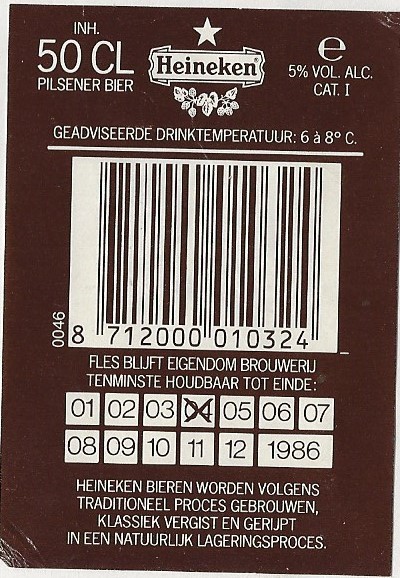 INH.
50 CL
PILSENER BIER
Heineken®
℮
5% VOL. ALC.
CAT. I
GEADVISEERDE DRINKTEMPERATUUR: 6 à 8° C.
0046
8 712000 010324
FLES BLIJFT EIGENDOM BROUWERIJ
TENMINSTE HOUDBAAR TOT EINDE:
01 02 03 04 05 06 07
08 09 10 11 12 1986
HEINEKEN BIEREN WORDEN VOLGENS
TRADITIONEEL PROCES GEBROUWEN,
KLASSIEK VERGIST EN GERIJPT
IN EEN NATUURLIJK LAGERINGSPROCES.